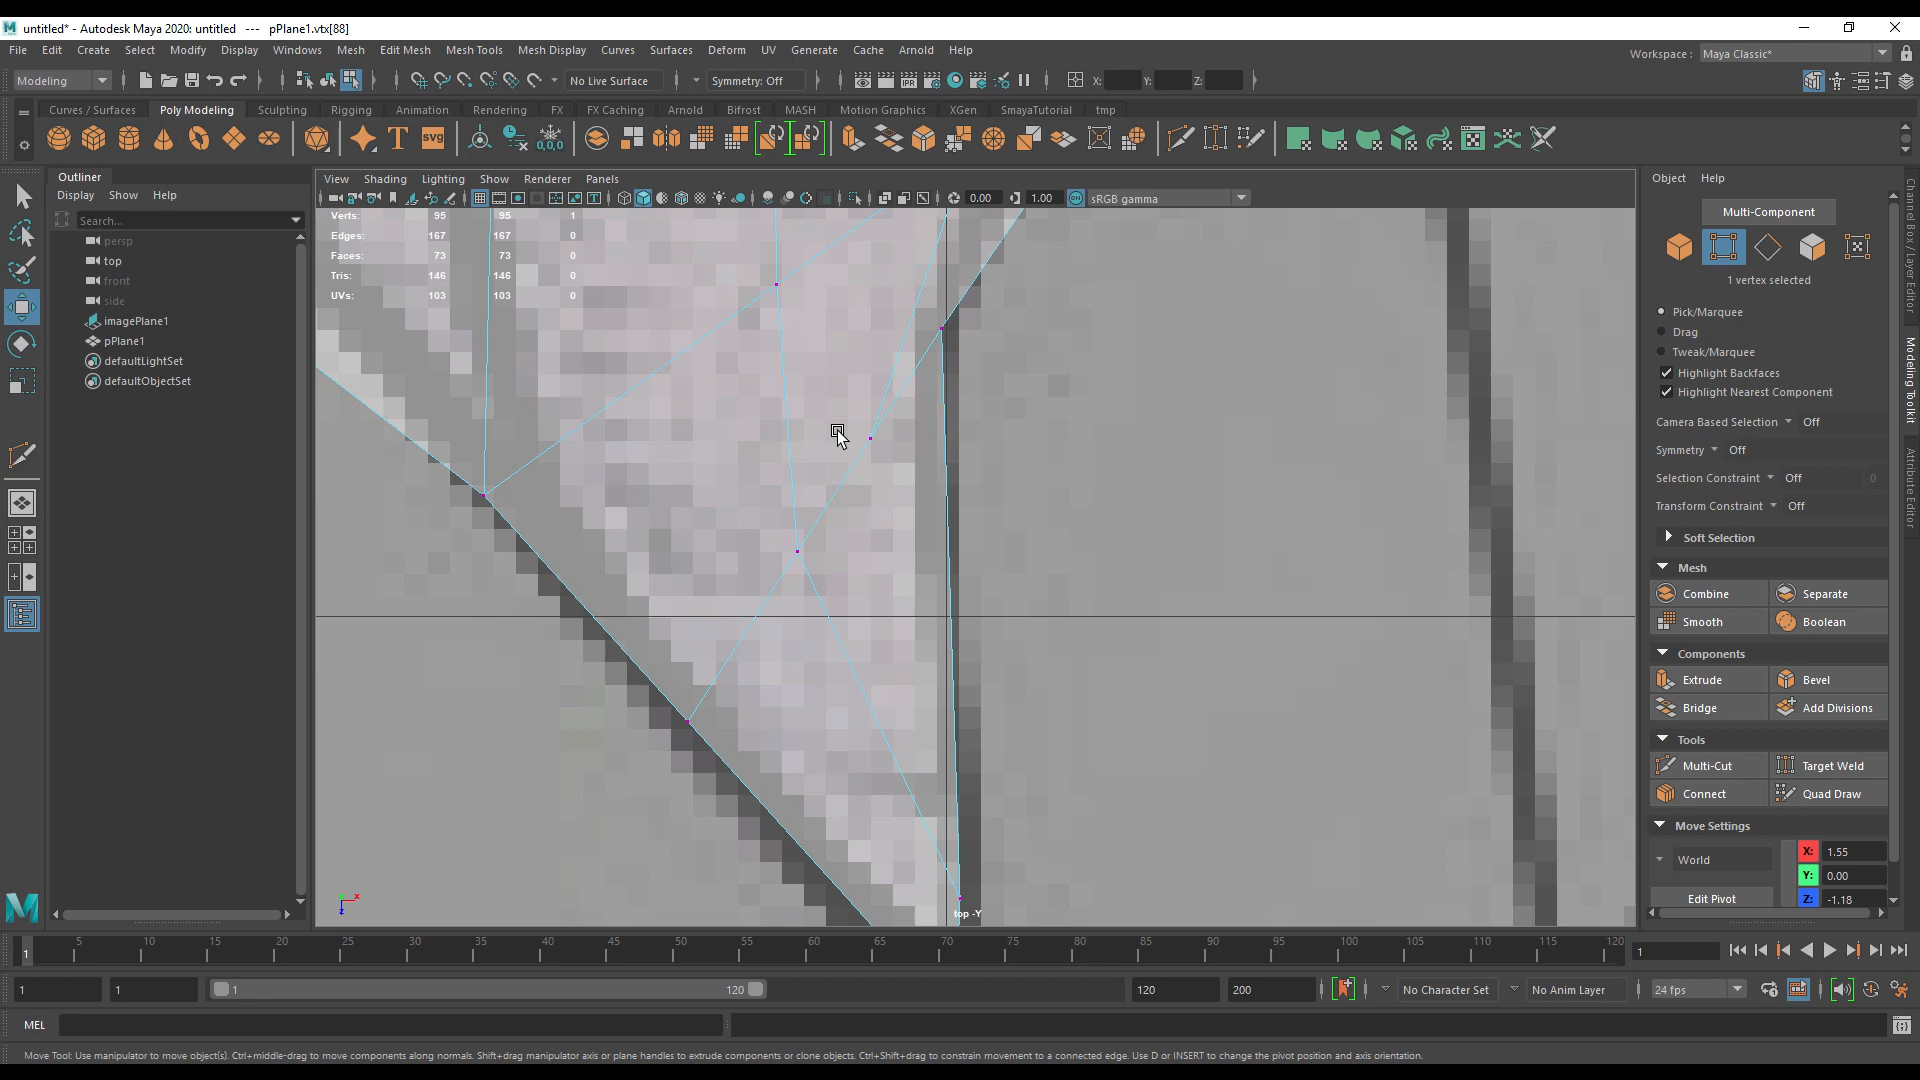 untitled* - Autodesk Maya 2020: untitled --- pPlane1.vtx[88]
File Edit Create Select Modify Display Windows Mesh Edit Mesh Mesh Tools Mesh Display Curves Surfaces Deform UV Generate Cache Arnold Help
Workspace: Maya Classic*
Modeling No Live Surface Symmetry: Off X: Y: Z:
Curves / Surfaces Poly Modeling Sculpting Rigging Animation Rendering FX FX Caching Arnold Bifrost MASH Motion Graphics XGen SmayaTutorial tmp
Outliner
Display Show Help
Search...
persp
top
front
side
imagePlane1
pPlane1
defaultLightSet
defaultObjectSet
View Shading Lighting Show Renderer Panels
0.00 1.00 sRGB gamma
Verts: 95 95 1
Edges: 167 167 0
Faces: 73 73 0
Tris: 146 146 0
UVs: 103 103 0
top -Y
Object Help
Multi-Component
1 vertex selected
Pick/Marquee
Drag
Tweak/Marquee
Highlight Backfaces
Highlight Nearest Component
Camera Based Selection Off
Symmetry Off
Selection Constraint Off 0
Transform Constraint Off
Soft Selection
Mesh
Combine Separate
Smooth Boolean
Components
Extrude Bevel
Bridge Add Divisions
Tools
Multi-Cut Target Weld
Connect Quad Draw
Move Settings
World
X: 1.55
Y: 0.00
Z: -1.18
Edit Pivot
Channel Box / Layer Editor
Modeling Toolkit
Attribute Editor
1 5 10 15 20 25 30 35 40 45 50 55 60 65 70 75 80 85 90 95 100 105 110 115 120
1
1 1 1 120 120 200 No Character Set No Anim Layer 24 fps
MEL
Move Tool: Use manipulator to move object(s). Ctrl+middle-drag to move components along normals. Shift+drag manipulator axis or plane handles to extrude components or clone objects. Ctrl+Shift+drag to constrain movement to a connected edge. Use D or INSERT to change the pivot position and axis orientation.